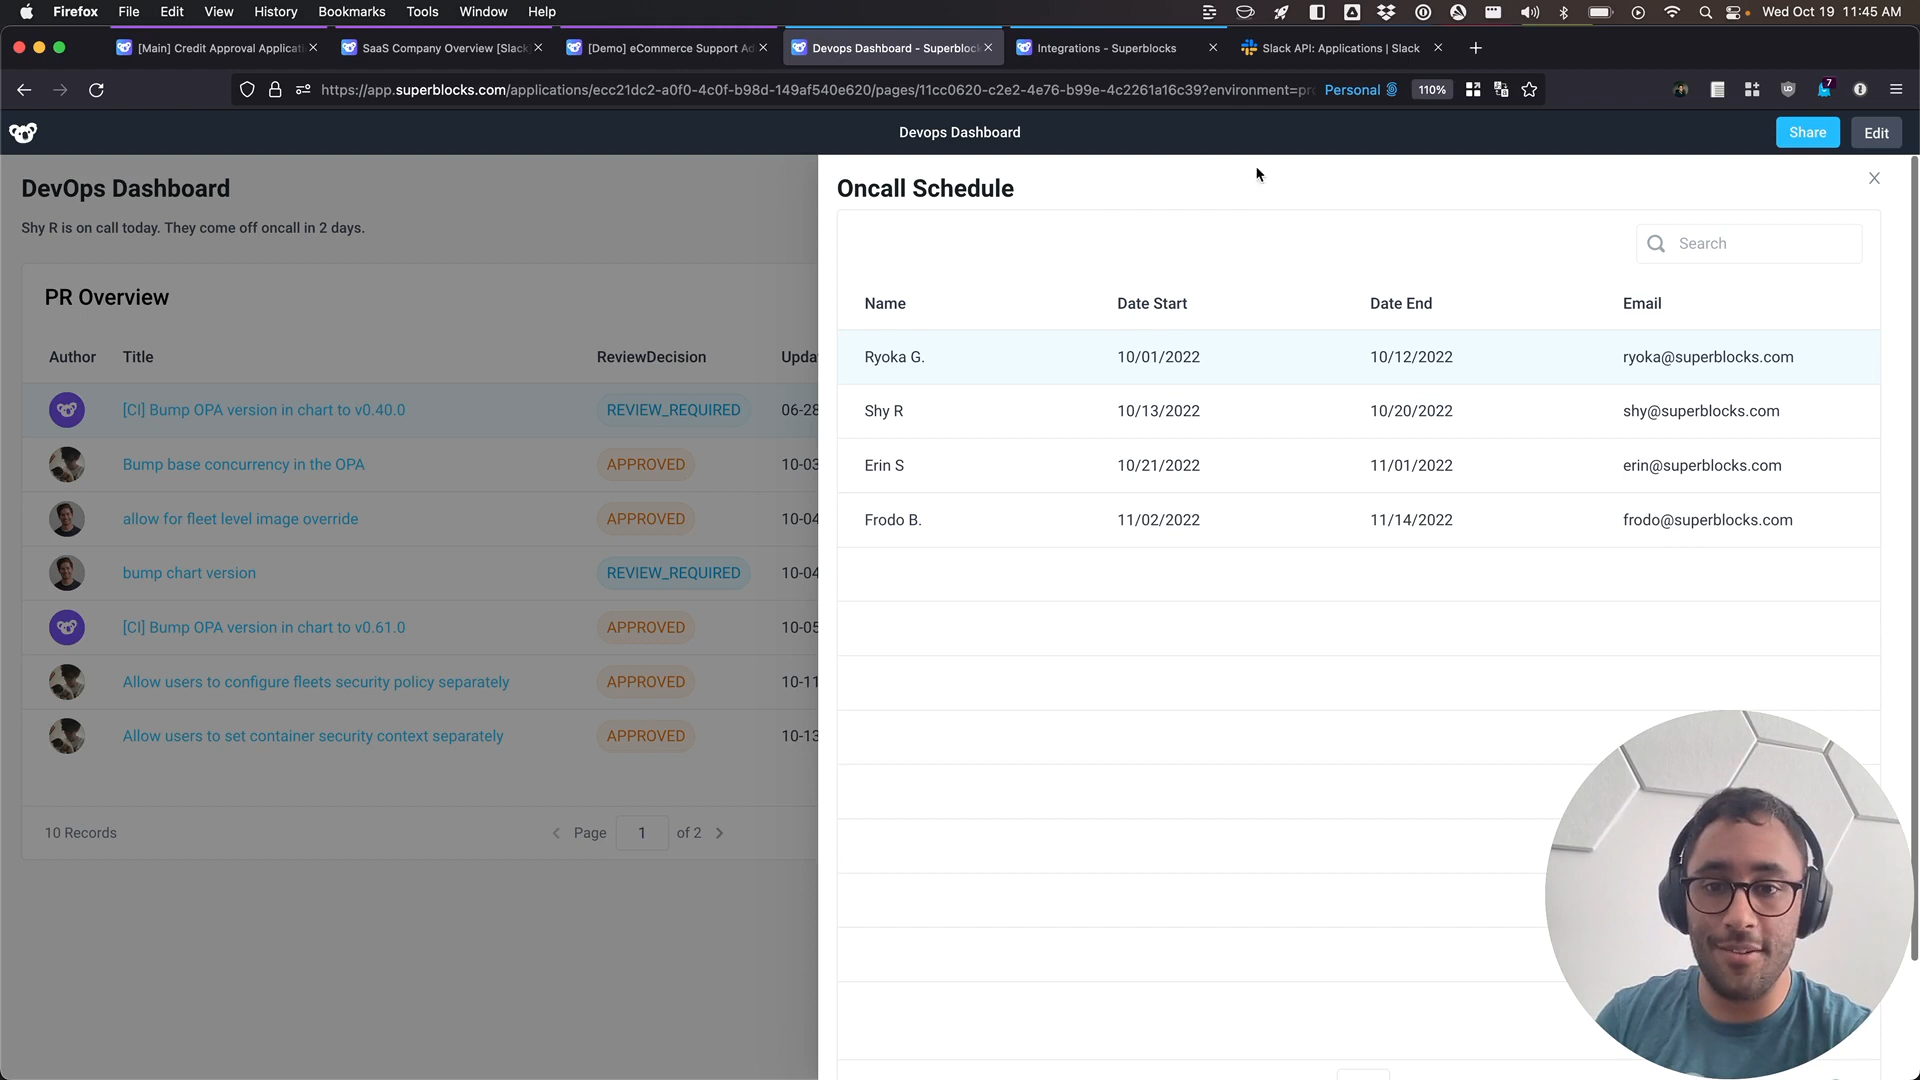 Firefox File Edit View History Bookmarks Tools Window Help Wed Oct 19 11:45 AM
[Main] Credit Approval Applicati SaaS Company Overview [Slack [Demo] eCommerce Support Ad Devops Dashboard - Superblock Integrations - Superblocks Slack API: Applications | Slack
https://app.superblocks.com/applications/ecc21dc2-a0f0-4c0f-b98d-149af540e620/pages/11cc0620-c2e2-4e76-b99e-4c2261a16c39?environment=pr Personal 110% 7
Devops Dashboard Share Edit
DevOps Dashboard
Shy R is on call today. They come off oncall in 2 days.
PR Overview
Author Title ReviewDecision Upda
[CI] Bump OPA version in chart to v0.40.0 REVIEW_REQUIRED 06-28
Bump base concurrency in the OPA APPROVED 10-03
allow for fleet level image override APPROVED 10-04
bump chart version REVIEW_REQUIRED 10-04
[CI] Bump OPA version in chart to v0.61.0 APPROVED 10-05
Allow users to configure fleets security policy separately APPROVED 10-11
Allow users to set container security context separately APPROVED 10-13
10 Records Page 1 of 2
Oncall Schedule
Search
Name Date Start Date End Email
Ryoka G. 10/01/2022 10/12/2022 ryoka@superblocks.com
Shy R 10/13/2022 10/20/2022 shy@superblocks.com
Erin S 10/21/2022 11/01/2022 erin@superblocks.com
Frodo B. 11/02/2022 11/14/2022 frodo@superblocks.com